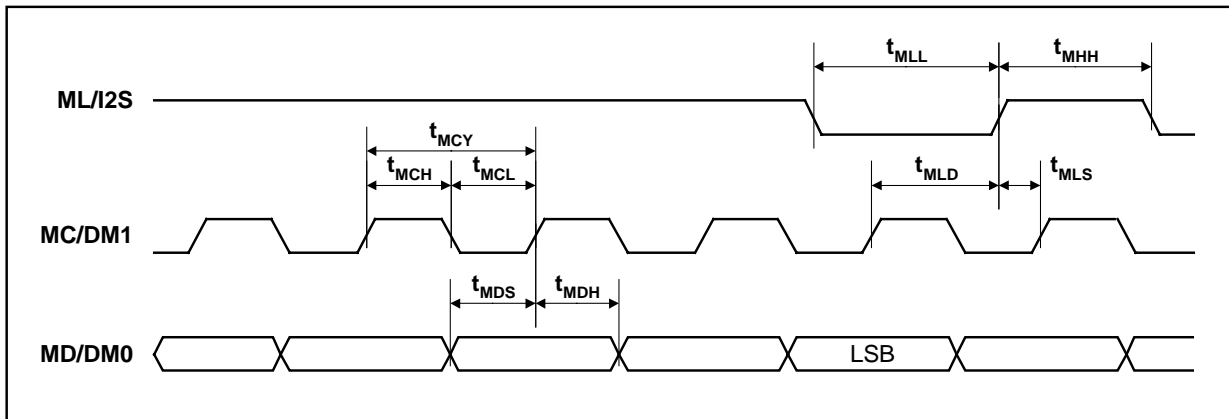 tMLL tMHH
ML/I2S
tMCY
tMCH tMCL tMLD tMLS
MC/DM1
tMDS tMDH
MD/DM0 LSB